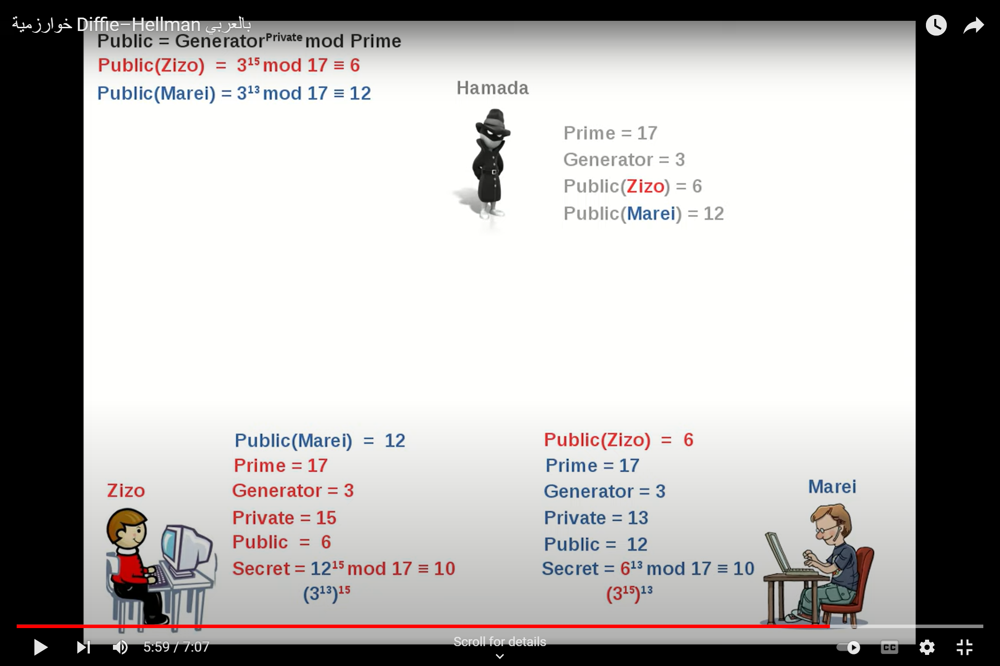 خوارزمية Diffie–Hellman بالعربي
Public = Generator^Private mod Prime
Public(Zizo) = 3^15 mod 17 ≡ 6
Public(Marei) = 3^13 mod 17 ≡ 12
Hamada
Prime = 17
Generator = 3
Public(Zizo) = 6
Public(Marei) = 12
Zizo
Public(Marei) = 12
Prime = 17
Generator = 3
Private = 15
Public = 6
Secret = 12^15 mod 17 ≡ 10
(3^13)^15
Public(Zizo) = 6
Prime = 17
Generator = 3
Private = 13
Public = 12
Secret = 6^13 mod 17 ≡ 10
(3^15)^13
Marei
5:59 / 7:07
Scroll for details
CC